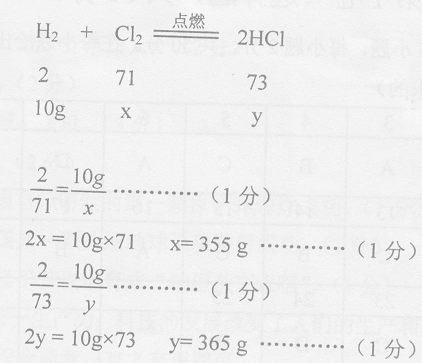 点燃
H₂ + Cl₂ ═══ 2HCl
2 71 73
10g x y
2/71=10g/x ………… (1 分)
2x = 10g×71 x= 355 g ………… (1 分)
2/73=10g/y ………… (1 分)
2y = 10g×73 y= 365 g ………… (1 分)